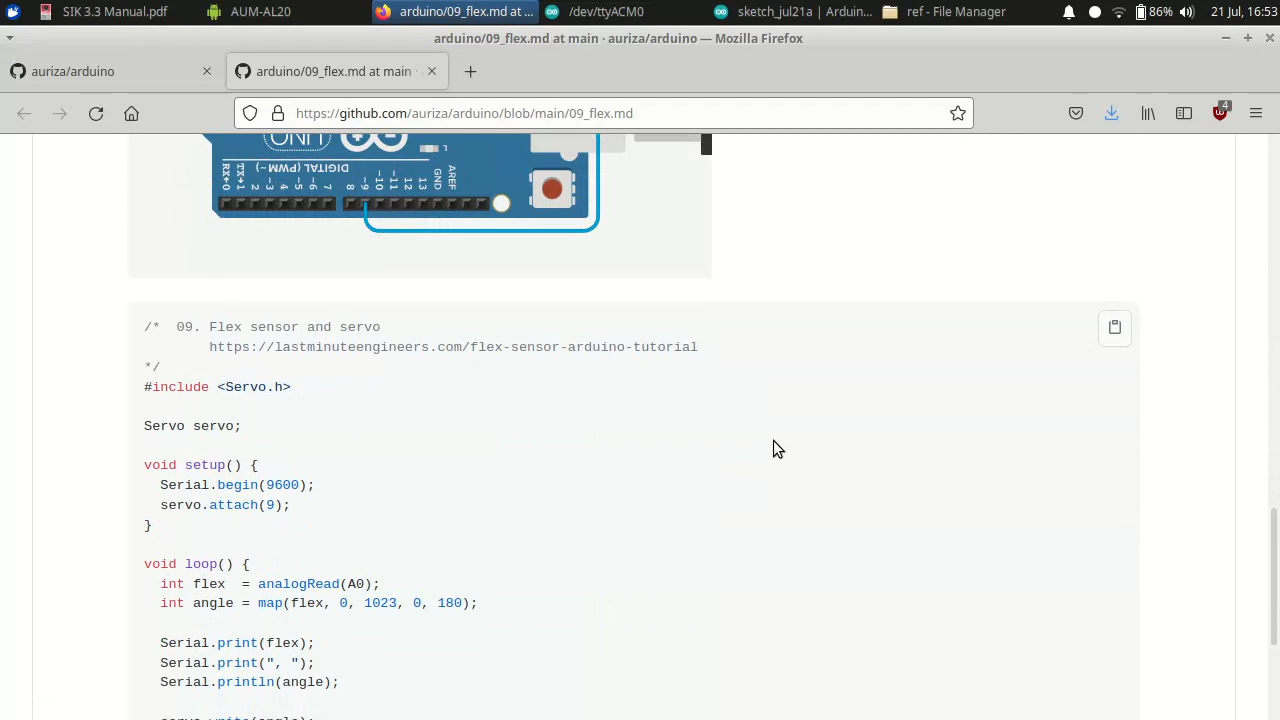 SIK 3.3 Manual.pdf
AUM-AL20
arduino/09_flex.md at ...
/dev/ttyACM0
sketch_jul21a | Arduin...
ref - File Manager
86%
21 Jul, 16:53
arduino/09_flex.md at main · auriza/arduino — Mozilla Firefox
auriza/arduino
arduino/09_flex.md at main ·
https://github.com/auriza/arduino/blob/main/09_flex.md
4
UNO
L
DIGITAL (PWM ~)
RX←0
TX→1
2
~3
4
~5
~6
7
8
~9
~10
~11
12
13
GND
AREF
/*  09. Flex sensor and servo
        https://lastminuteengineers.com/flex-sensor-arduino-tutorial
*/
#include <Servo.h>
Servo servo;
void setup() {
  Serial.begin(9600);
  servo.attach(9);
}
void loop() {
  int flex  = analogRead(A0);
  int angle = map(flex, 0, 1023, 0, 180);
  Serial.print(flex);
  Serial.print(", ");
  Serial.println(angle);
  servo.write(angle);